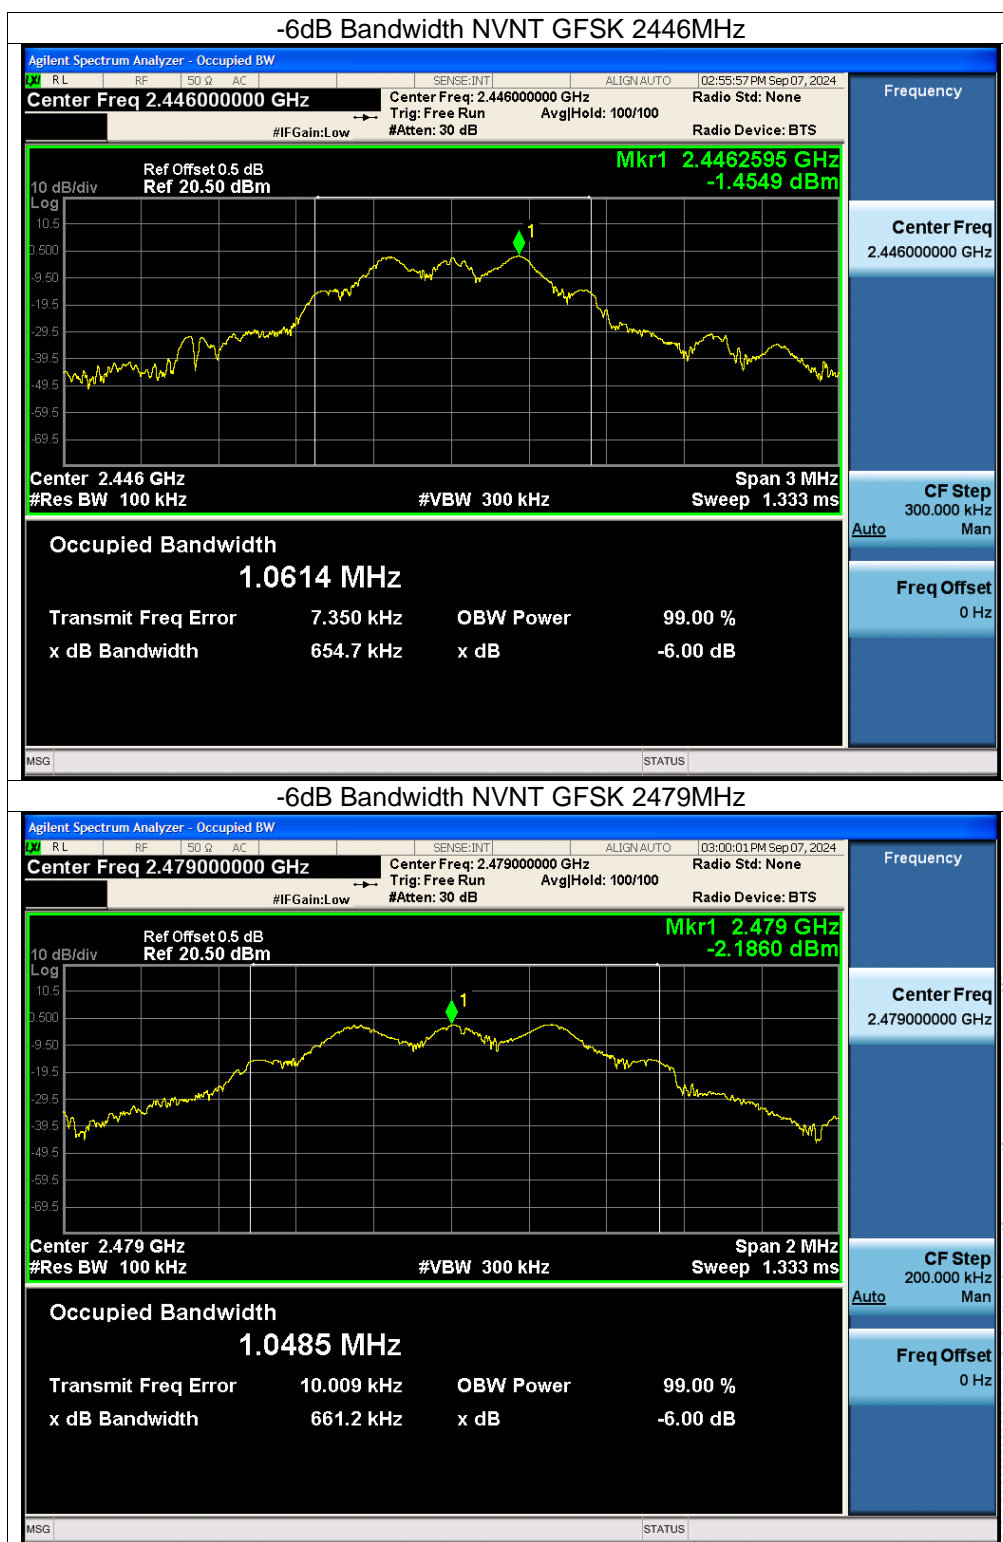 -6dB Bandwidth NVNT GFSK 2446MHz
Agilent Spectrum Analyzer - Occupied BW
LXI RL RF 50 Ω AC SENSE:INT ALIGN AUTO 02:55:57 PM Sep 07, 2024
Center Freq 2.446000000 GHz
Center Freq: 2.446000000 GHz
Radio Std: None
Trig: Free Run Avg|Hold: 100/100
#IFGain:Low #Atten: 30 dB Radio Device: BTS
Frequency
Mkr1 2.4462595 GHz
-1.4549 dBm
Ref Offset 0.5 dB
10 dB/div Ref 20.50 dBm
Log
10.5
0.500
-9.50
-19.5
-29.5
-39.5
-49.5
-59.5
-69.5
1
Center 2.446 GHz Span 3 MHz
#Res BW 100 kHz #VBW 300 kHz Sweep 1.333 ms
Center Freq
2.446000000 GHz
CF Step
300.000 kHz
Auto Man
Freq Offset
0 Hz
Occupied Bandwidth
1.0614 MHz
Transmit Freq Error 7.350 kHz OBW Power 99.00 %
x dB Bandwidth 654.7 kHz x dB -6.00 dB
MSG STATUS
-6dB Bandwidth NVNT GFSK 2479MHz
Agilent Spectrum Analyzer - Occupied BW
LXI RL RF 50 Ω AC SENSE:INT ALIGN AUTO 03:00:01 PM Sep 07, 2024
Center Freq 2.479000000 GHz
Center Freq: 2.479000000 GHz
Radio Std: None
Trig: Free Run Avg|Hold: 100/100
#IFGain:Low #Atten: 30 dB Radio Device: BTS
Frequency
Mkr1 2.479 GHz
-2.1860 dBm
Ref Offset 0.5 dB
10 dB/div Ref 20.50 dBm
Log
10.5
0.500
-9.50
-19.5
-29.5
-39.5
-49.5
-59.5
-69.5
1
Center 2.479 GHz Span 2 MHz
#Res BW 100 kHz #VBW 300 kHz Sweep 1.333 ms
Center Freq
2.479000000 GHz
CF Step
200.000 kHz
Auto Man
Freq Offset
0 Hz
Occupied Bandwidth
1.0485 MHz
Transmit Freq Error 10.009 kHz OBW Power 99.00 %
x dB Bandwidth 661.2 kHz x dB -6.00 dB
MSG STATUS